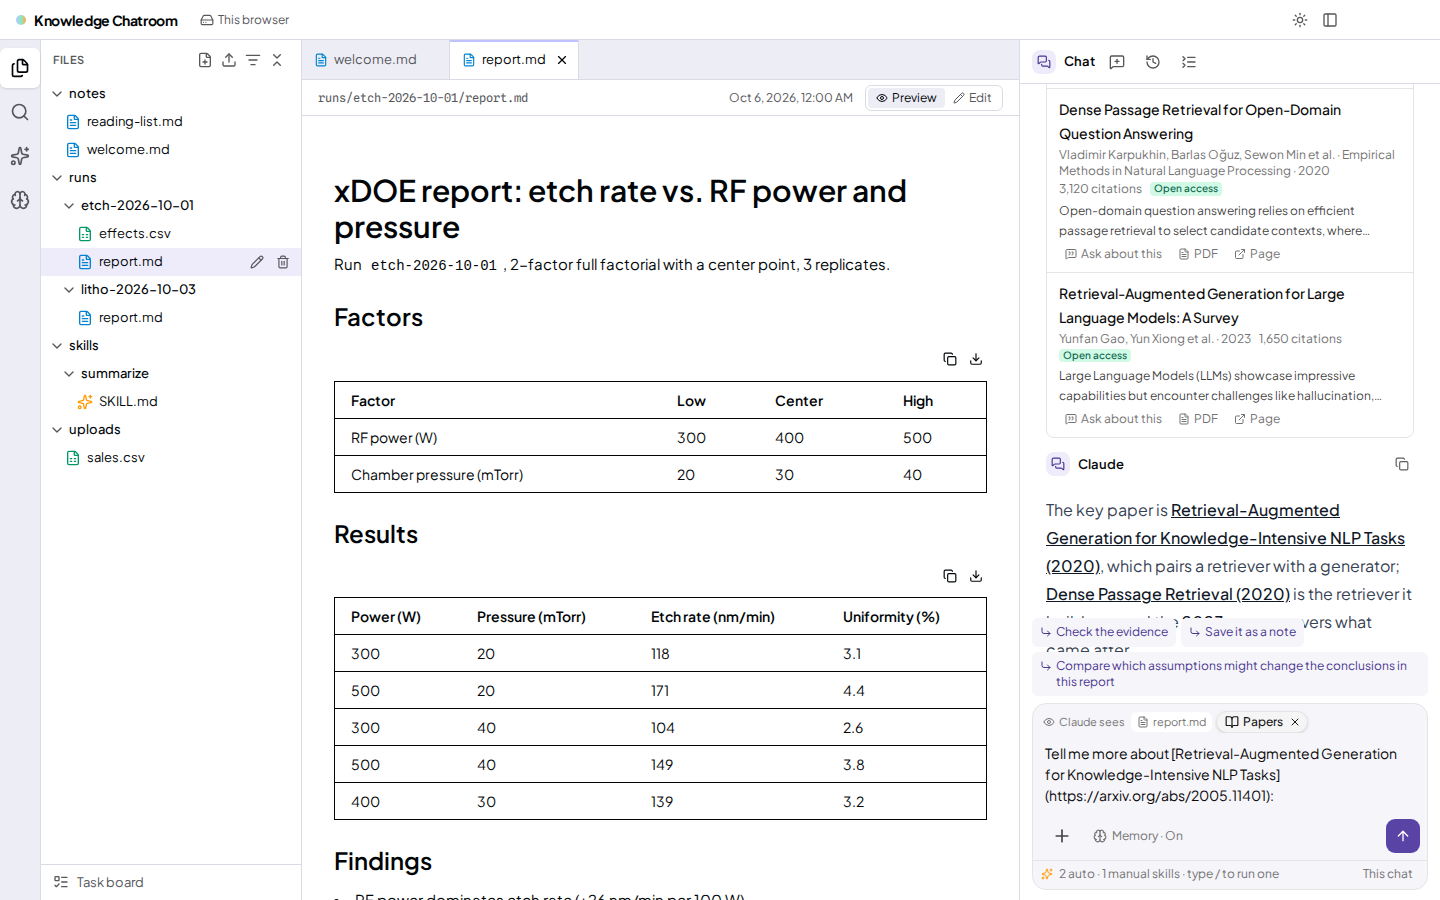 Knowledge Chatroom
This browser
FILES
notes
reading-list.md
welcome.md
runs
etch-2026-10-01
effects.csv
report.md
litho-2026-10-03
report.md
skills
summarize
SKILL.md
uploads
sales.csv
Task board
welcome.md
report.md
runs/etch-2026-10-01/report.md
Oct 6, 2026, 12:00 AM
Preview
Edit
xDOE report: etch rate vs. RF power and
pressure
Run etch-2026-10-01 , 2-factor full factorial with a center point, 3 replicates.
Factors
Factor Low Center High
RF power (W) 300 400 500
Chamber pressure (mTorr) 20 30 40
Results
Power (W) Pressure (mTorr) Etch rate (nm/min) Uniformity (%)
300 20 118 3.1
500 20 171 4.4
300 40 104 2.6
500 40 149 3.8
400 30 139 3.2
Findings
RF power dominates etch rate (+26 nm/min per 100 W)
Chat
Dense Passage Retrieval for Open-Domain
Question Answering
Vladimir Karpukhin, Barlas Oğuz, Sewon Min et al. · Empirical
Methods in Natural Language Processing · 2020
3,120 citations Open access
Open-domain question answering relies on efficient
passage retrieval to select candidate contexts, where…
Ask about this PDF Page
Retrieval-Augmented Generation for Large
Language Models: A Survey
Yunfan Gao, Yun Xiong et al. · 2023 1,650 citations
Open access
Large Language Models (LLMs) showcase impressive
capabilities but encounter challenges like hallucination,…
Ask about this PDF Page
Claude
The key paper is Retrieval-Augmented
Generation for Knowledge-Intensive NLP Tasks
(2020), which pairs a retriever with a generator;
Dense Passage Retrieval (2020) is the retriever it
vers what
came after
Check the evidence
Save it as a note
Compare which assumptions might change the conclusions in
this report
Claude sees report.md Papers
Tell me more about [Retrieval-Augmented Generation
for Knowledge-Intensive NLP Tasks]
(https://arxiv.org/abs/2005.11401):
Memory · On
2 auto · 1 manual skills · type / to run one
This chat